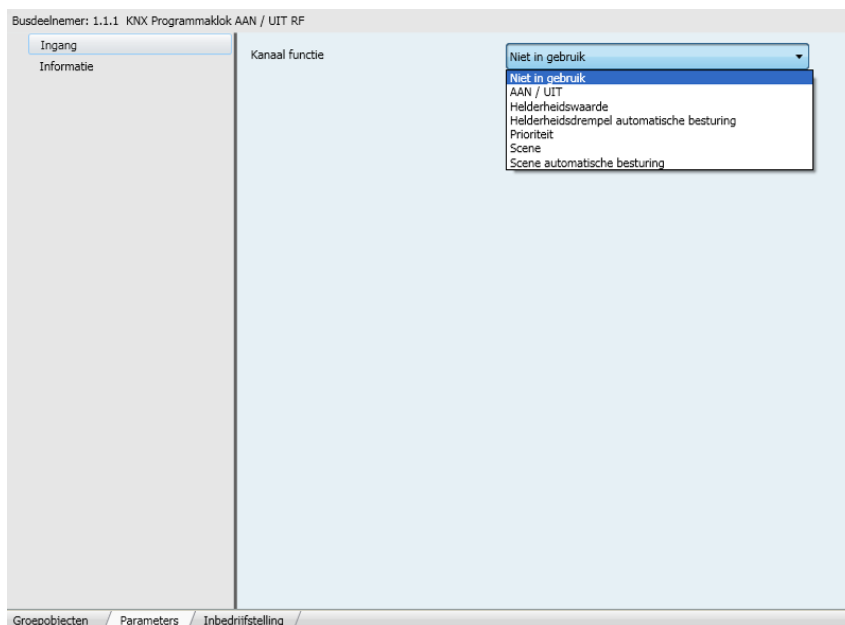 Busdeelnemer: 1.1.1 KNX Programmaklok AAN / UIT RF
Ingang
Informatie
Kanaal functie
Niet in gebruik
Niet in gebruik
AAN / UIT
Helderheidswaarde
Helderheidsdrempel automatische besturing
Prioriteit
Scene
Scene automatische besturing
Groepobjecten / Parameters / Inbedrijfstelling /